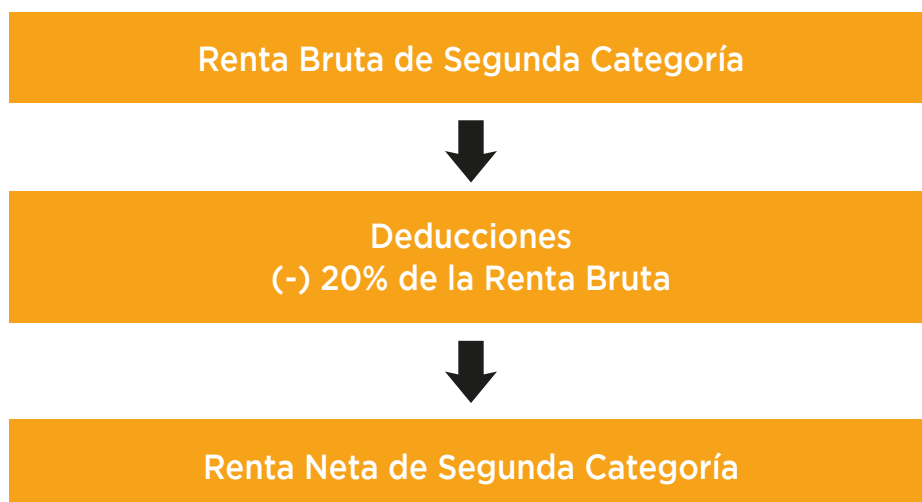 Renta Bruta de Segunda Categoría
Deducciones
(-) 20% de la Renta Bruta
Renta Neta de Segunda Categoría